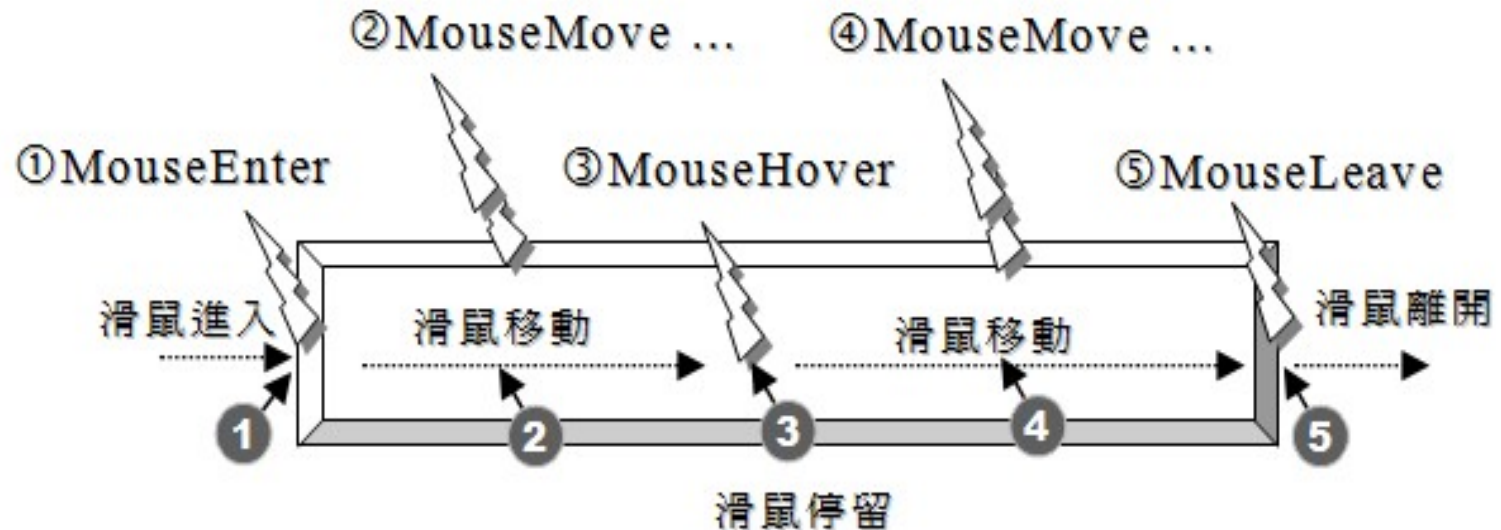 ②MouseMove ...
④MouseMove ...
①MouseEnter
③MouseHover
⑤MouseLeave
滑鼠進入
滑鼠移動
滑鼠移動
滑鼠離開
1
2
3
4
5
滑鼠停留